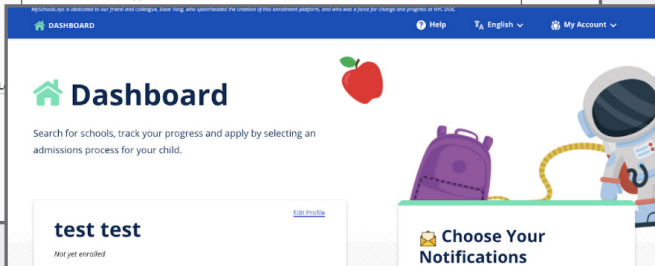 MySchools.nyc is dedicated to our friend and colleague, Dave Yang, who spearheaded the creation of this enrollment platform, and who was a force for change and progress at NYC DOE.
DASHBOARD
Help
English
My Account
Dashboard
Search for schools, track your progress and apply by selecting an
admissions process for your child.
Edit Profile
test test
Not yet enrolled
Choose Your
Notifications